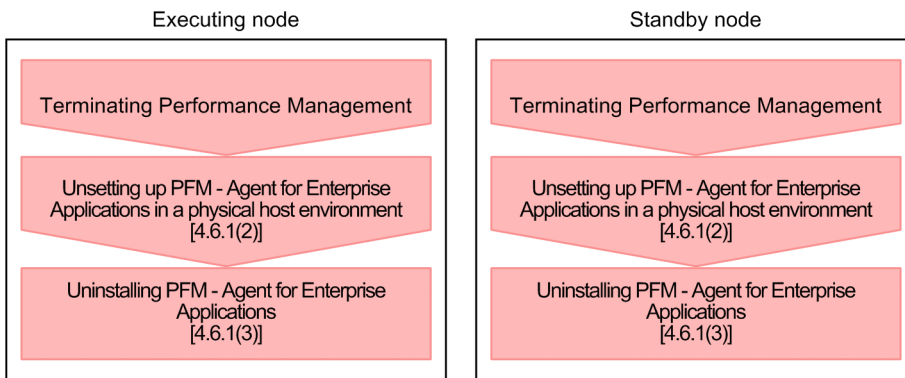 Executing node
Terminating Performance Management
Unsetting up PFM - Agent for Enterprise
Applications in a physical host environment
[4.6.1(2)]
Uninstalling PFM - Agent for Enterprise
Applications
[4.6.1(3)]
Standby node
Terminating Performance Management
Unsetting up PFM - Agent for Enterprise
Applications in a physical host environment
[4.6.1(2)]
Uninstalling PFM - Agent for Enterprise
Applications
[4.6.1(3)]